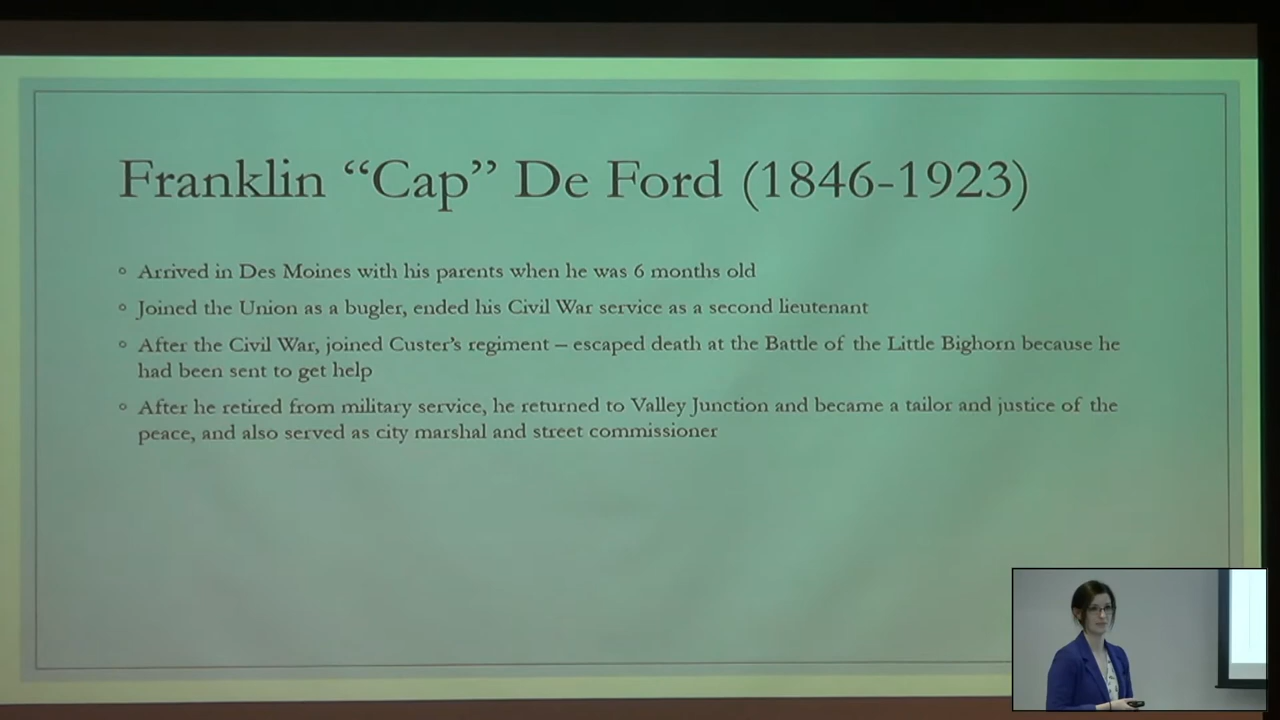 Franklin “Cap” De Ford (1846-1923)
◦ Arrived in Des Moines with his parents when he was 6 months old
◦ Joined the Union as a bugler, ended his Civil War service as a second lieutenant
◦ After the Civil War, joined Custer’s regiment – escaped death at the Battle of the Little Bighorn because he
had been sent to get help
◦ After he retired from military service, he returned to Valley Junction and became a tailor and justice of the
peace, and also served as city marshal and street commissioner